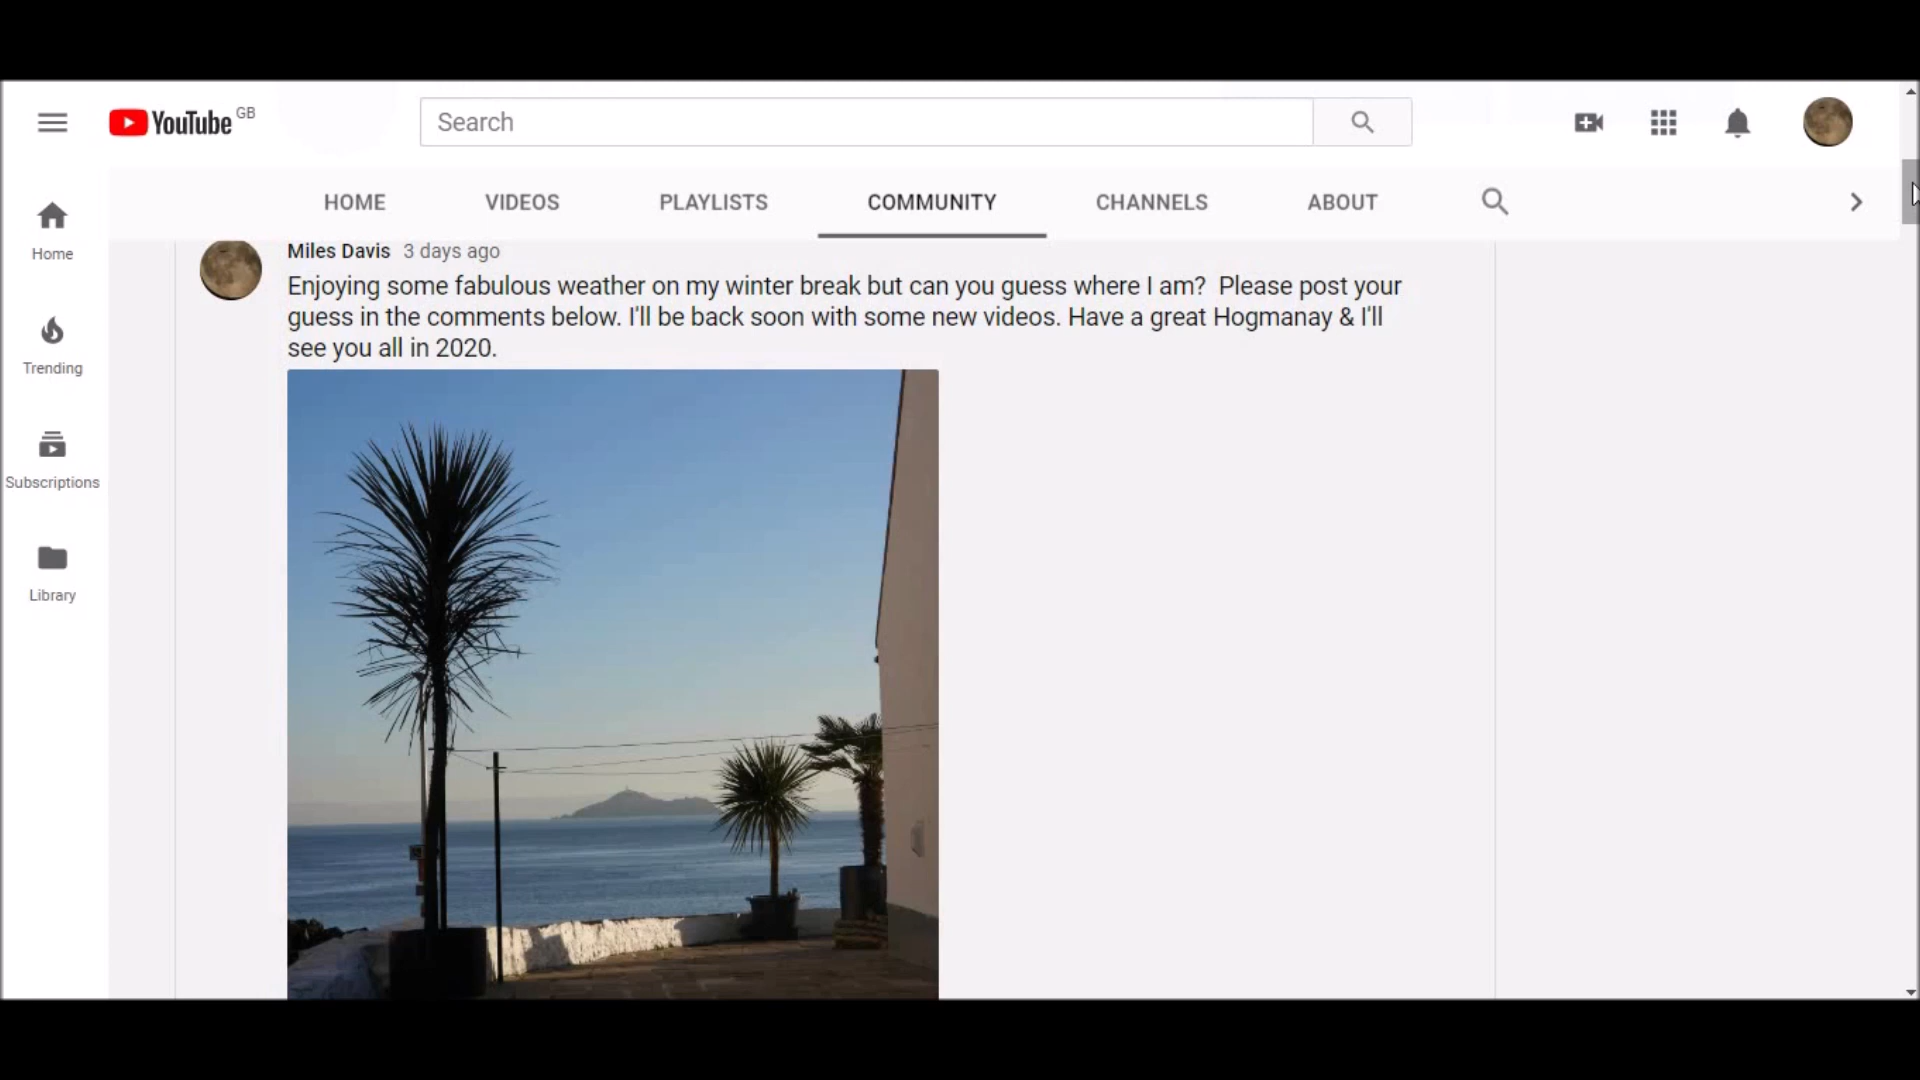 YouTube GB
Search
HOME VIDEOS PLAYLISTS COMMUNITY CHANNELS ABOUT
Home
Trending
Subscriptions
Library
Miles Davis 3 days ago
Enjoying some fabulous weather on my winter break but can you guess where I am?  Please post your
guess in the comments below. I'll be back soon with some new videos. Have a great Hogmanay & I'll
see you all in 2020.